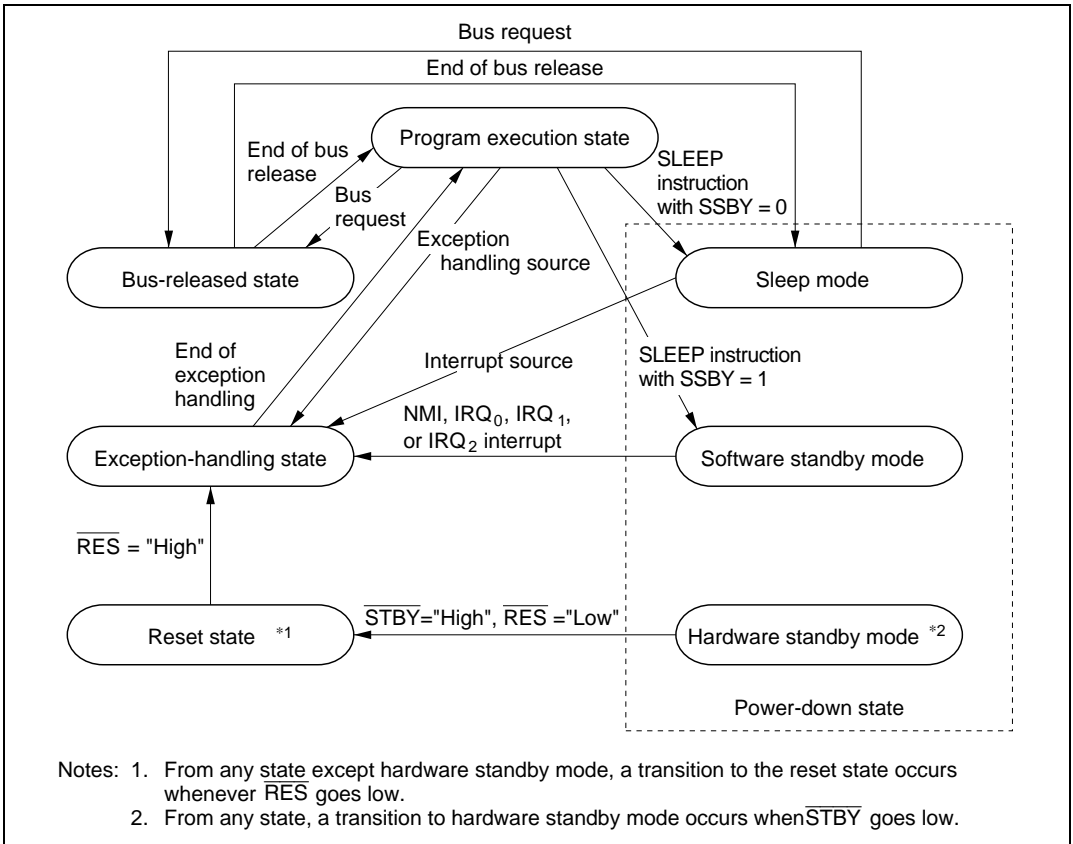 Bus request
End of bus release
Program execution state
End of bus
release
SLEEP
instruction
with SSBY = 0
Bus
request
Exception
handling source
Bus-released state
Sleep mode
End of
exception
handling
Interrupt source
SLEEP instruction
with SSBY = 1
NMI, IRQ0, IRQ1,
or IRQ2 interrupt
Exception-handling state
Software standby mode
RES = "High"
STBY="High", RES ="Low"
Reset state *1
Hardware standby mode *2
Power-down state
Notes: 1. From any state except hardware standby mode, a transition to the reset state occurs
whenever RES goes low.
2. From any state, a transition to hardware standby mode occurs when STBY goes low.